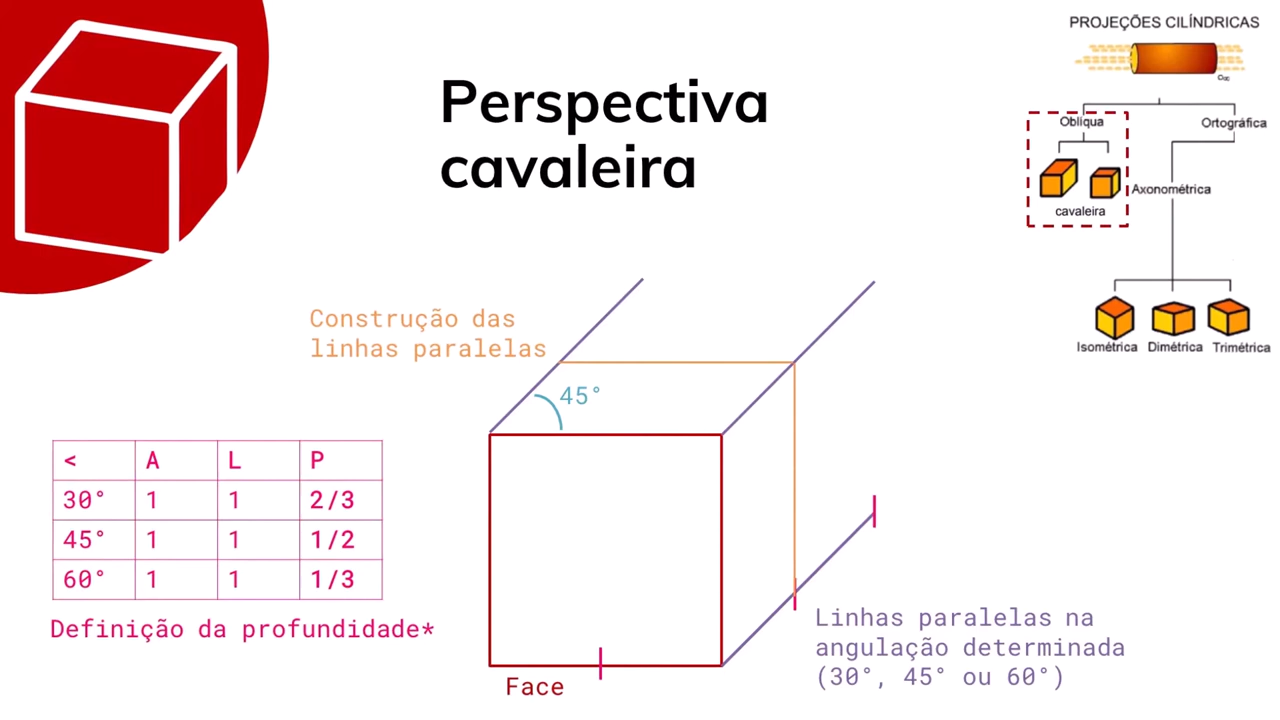 Perspectiva
cavaleira
PROJEÇÕES CILÍNDRICAS
C∞
Oblíqua
Ortográfica
cavaleira
Axonométrica
Isométrica Dimétrica Trimétrica
Construção das
linhas paralelas
45°
< A L P
30° 1 1 2/3
45° 1 1 1/2
60° 1 1 1/3
Definição da profundidade*
Face
Linhas paralelas na
angulação determinada
(30°, 45° ou 60°)